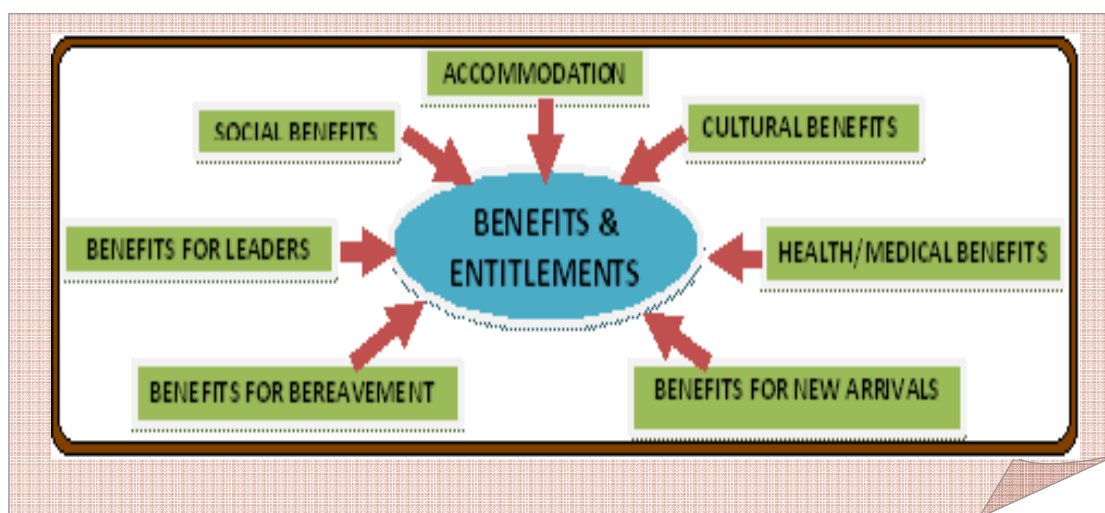 ACCOMMODATION
SOCIAL BENEFITS
CULTURAL BENEFITS
BENEFITS &
ENTITLEMENTS
BENEFITS FOR LEADERS
HEALTH/MEDICAL BENEFITS
BENEFITS FOR BEREAVEMENT
BENEFITS FOR NEW ARRIVALS